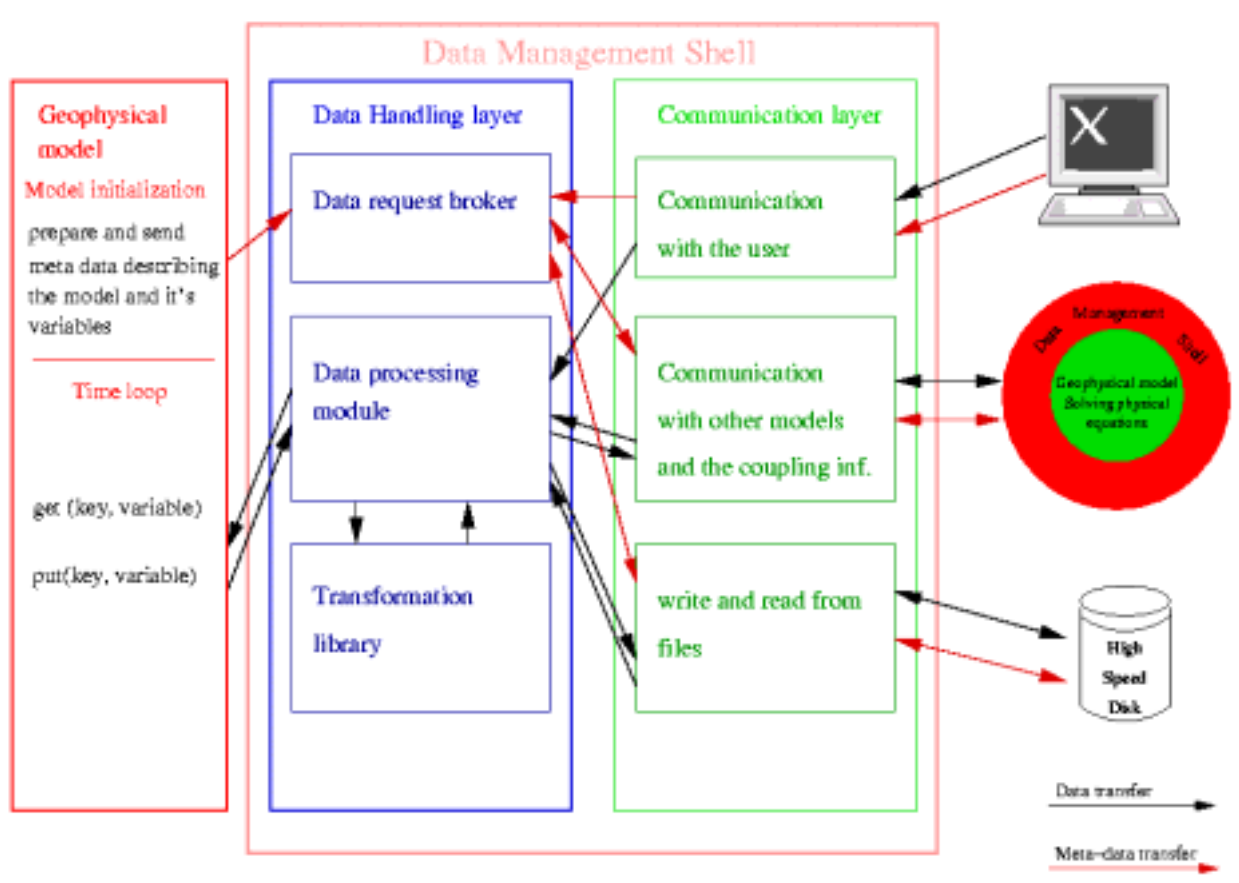 Data Management Shell
Geophysical
model
Model initialization
prepare and send
meta data describing
the model and it's
variables
Time loop
get (key, variable)
put(key, variable)
Data Handling layer
Data request broker
Data processing
module
Transformation
library
Communication layer
Communication
with the user
Communication
with other models
and the coupling inf.
write and read from
files
X
Data Management Shell
Geophysical model
Solving physical
equations
High
Speed
Disk
Data transfer
Meta-data transfer